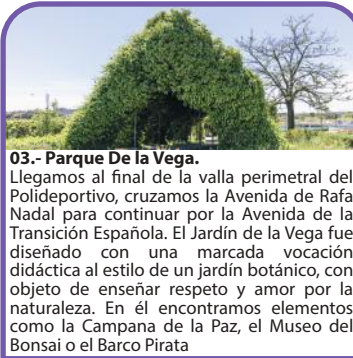 03.- Parque De la Vega.
Llegamos al final de la valla perimetral del
Polideportivo, cruzamos la Avenida de Rafa
Nadal para continuar por la Avenida de la
Transición Española. El Jardín de la Vega fue
diseñado con una marcada vocación
didáctica al estilo de un jardín botánico, con
objeto de enseñar respeto y amor por la
naturaleza. En él encontramos elementos
como la Campana de la Paz, el Museo del
Bonsai o el Barco Pirata